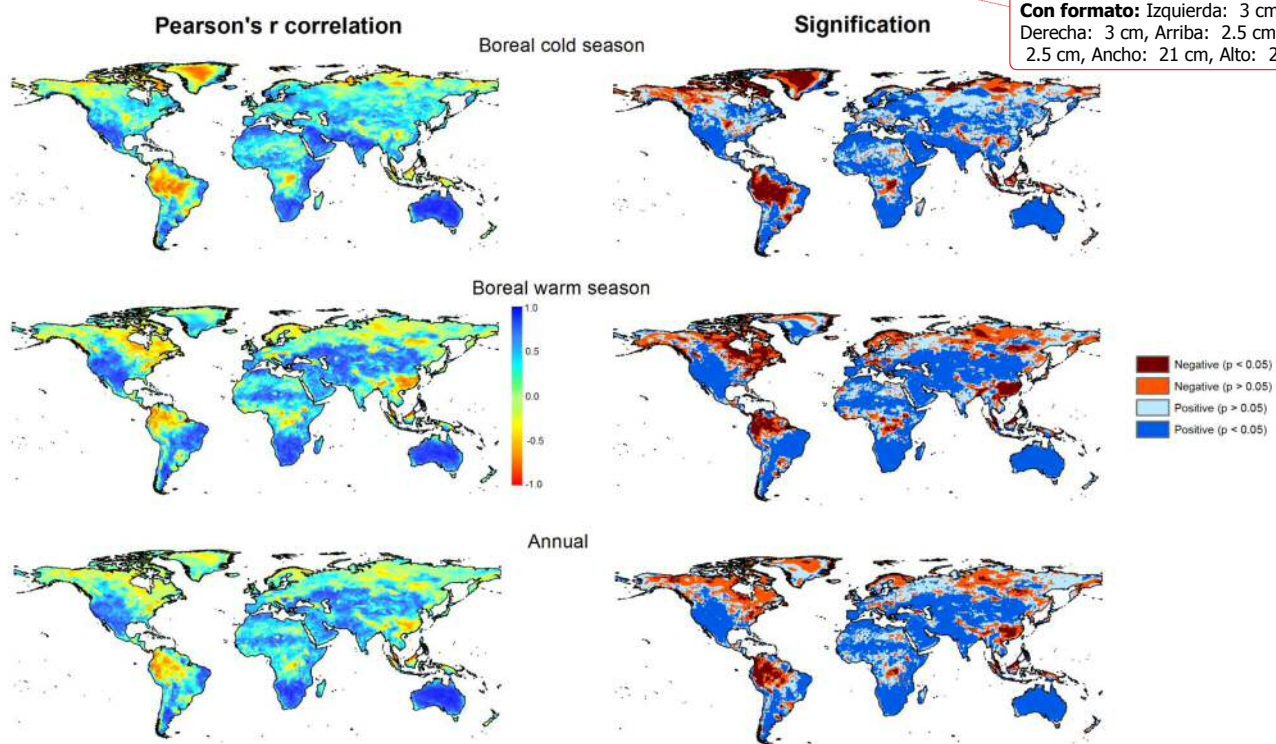 Con formato: Izquierda: 3 cm
Derecha: 3 cm, Arriba: 2.5 cm
2.5 cm, Ancho: 21 cm, Alto: 2
Pearson's r correlation
Signification
Boreal cold season
Boreal warm season
1.0
0.5
0.0
-0.5
-1.0
Negative (p < 0.05)
Negative (p > 0.05)
Positive (p > 0.05)
Positive (p < 0.05)
Annual